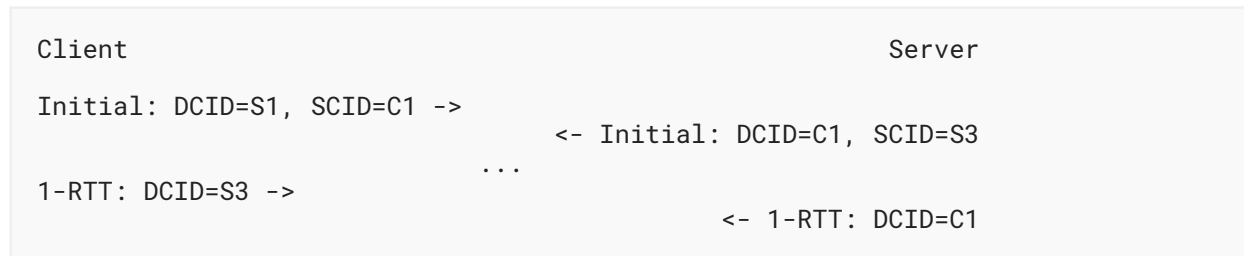 Client Server
Initial: DCID=S1, SCID=C1 ->
<- Initial: DCID=C1, SCID=S3
...
1-RTT: DCID=S3 ->
<- 1-RTT: DCID=C1